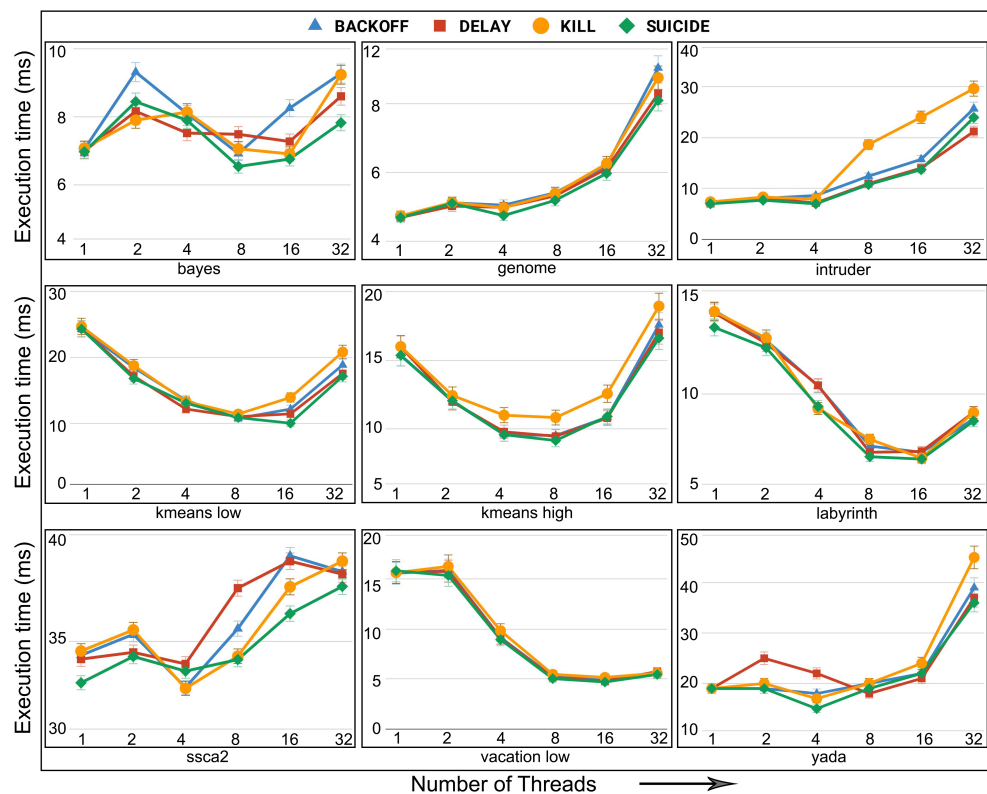 BACKOFF DELAY KILL SUICIDE
Execution time (ms)
10
8
6
4
1 2 4 8 16 32
bayes
12
8
6
4
1 2 4 8 16 32
genome
40
30
20
10
0
1 2 4 8 16 32
intruder
Execution time (ms)
30
20
10
0
1 2 4 8 16 32
kmeans low
20
15
10
5
1 2 4 8 16 32
kmeans high
15
10
5
1 2 4 8 16 32
labyrinth
Execution time (ms)
40
35
30
1 2 4 8 16 32
ssca2
20
15
10
5
0
1 2 4 8 16 32
vacation low
50
40
30
20
10
1 2 4 8 16 32
yada
Number of Threads